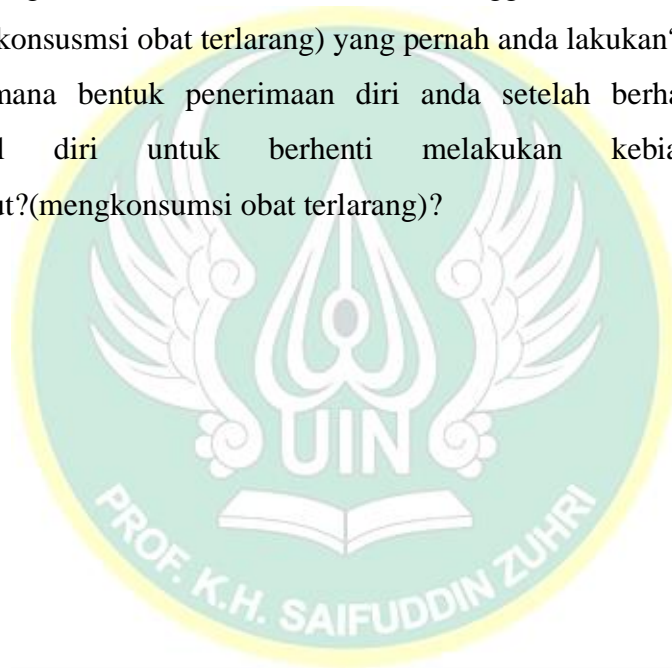 konsusmsi obat terlarang) yang pernah anda lakukan?
mana bentuk penerimaan diri anda setelah berha
diri untuk berhenti melakukan kebia
ut?(mengkonsumsi obat terlarang)?
UIN
PROF. K.H. SAIFUDDIN ZUHRI